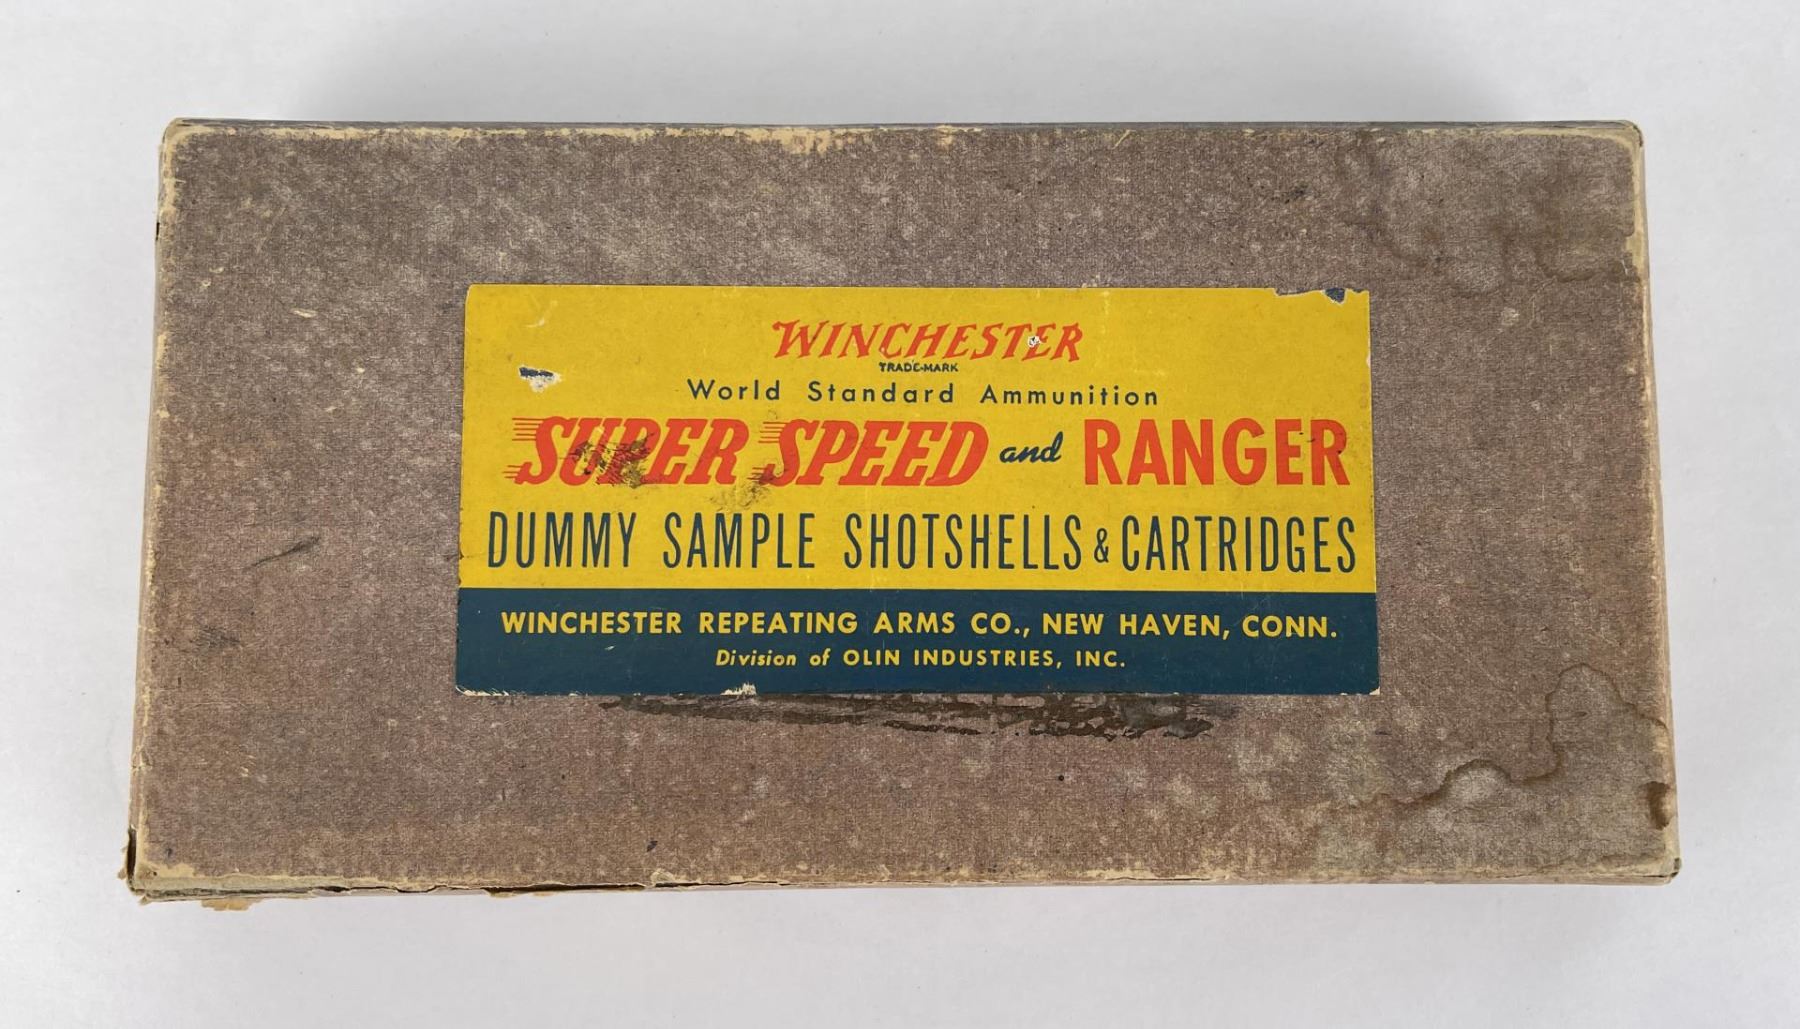 WINCHESTER
TRADE-MARK
World Standard Ammunition
SUPER SPEED and RANGER
DUMMY SAMPLE SHOTSHELLS & CARTRIDGES
WINCHESTER REPEATING ARMS CO., NEW HAVEN, CONN.
Division of OLIN INDUSTRIES, INC.